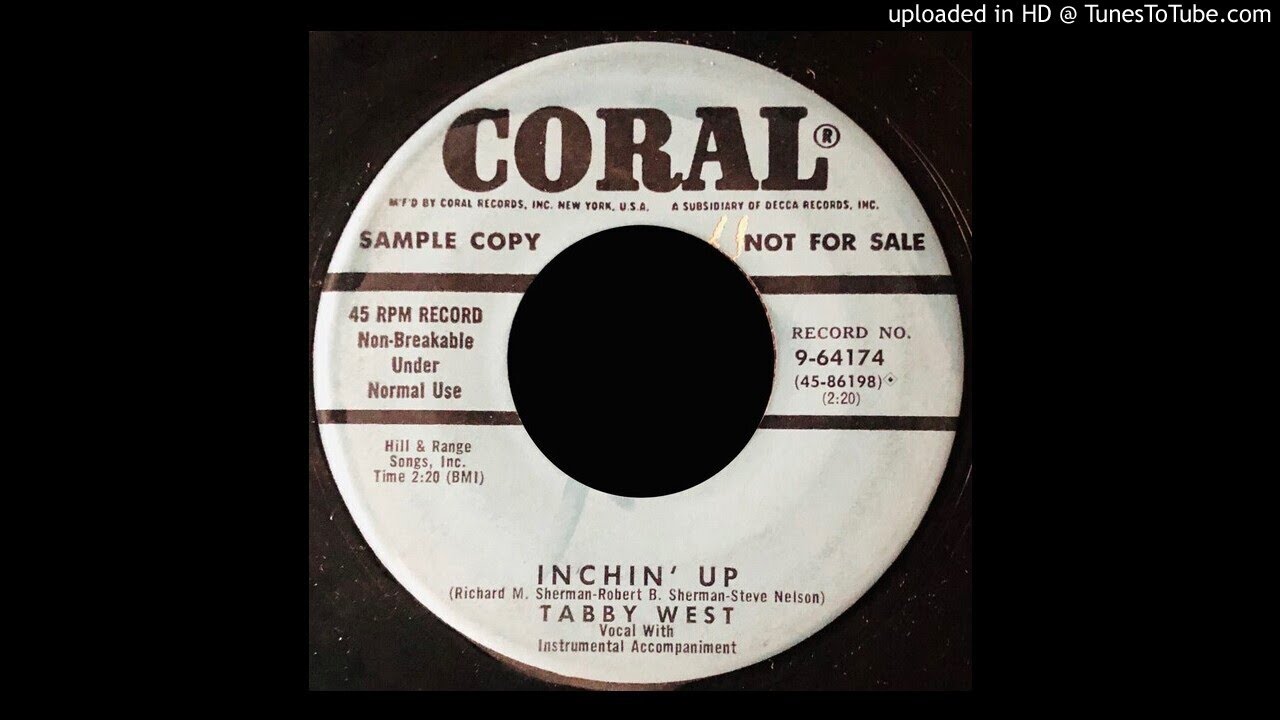 uploaded in HD @ TunesToTube.com
CORAL®
M'F'D BY CORAL RECORDS, INC. NEW YORK, U.S.A. A SUBSIDIARY OF DECCA RECORDS, INC.
SAMPLE COPY NOT FOR SALE
45 RPM RECORD
Non-Breakable
Under
Normal Use
RECORD NO.
9-64174
(45-86198)
(2:20)
Hill & Range
Songs, Inc.
Time 2:20 (BMI)
INCHIN' UP
(Richard M. Sherman-Robert B. Sherman-Steve Nelson)
TABBY WEST
Vocal With
Instrumental Accompaniment